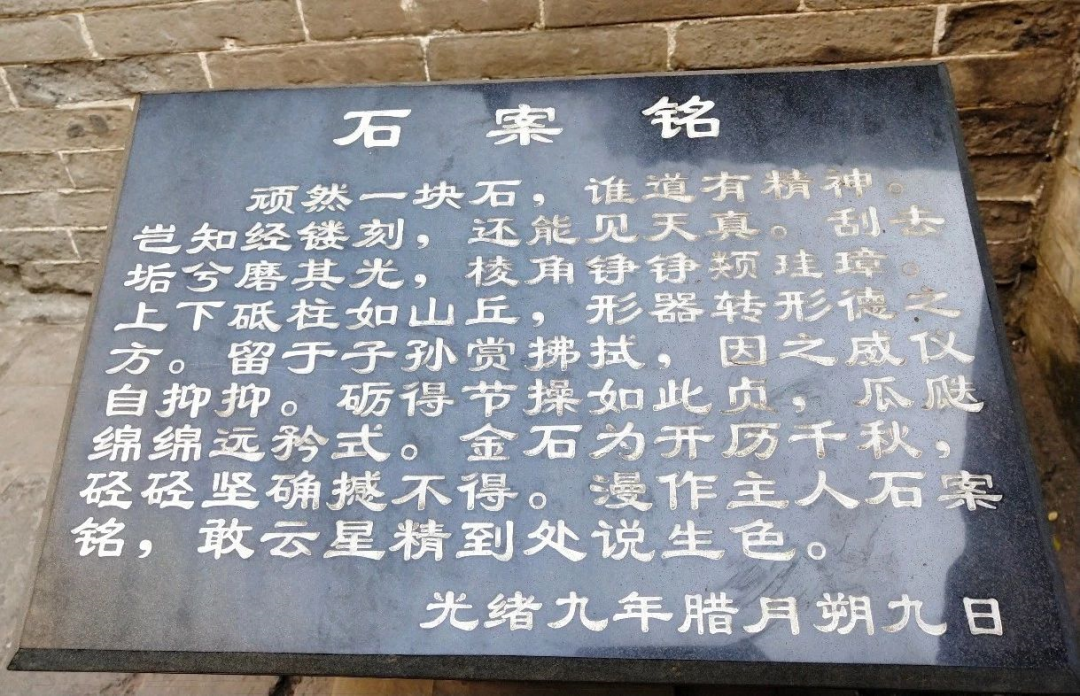 石案铭
顽然一块石，谁道有精神。
岂知经镂刻，还能见天真。刮去
垢兮磨其光，棱角铮铮颊珪璋。
上下砥柱如山丘，形器转形德之
方。留于子孙赏拂拭，因之威仪
自抑抑。砺得节操如此贞，瓜瓞
绵绵远矜式。金石为开历千秋，
硁硁坚确撼不得。漫作主人石案
铭，敢云星精到处说生色。
光绪九年腊月朔九日